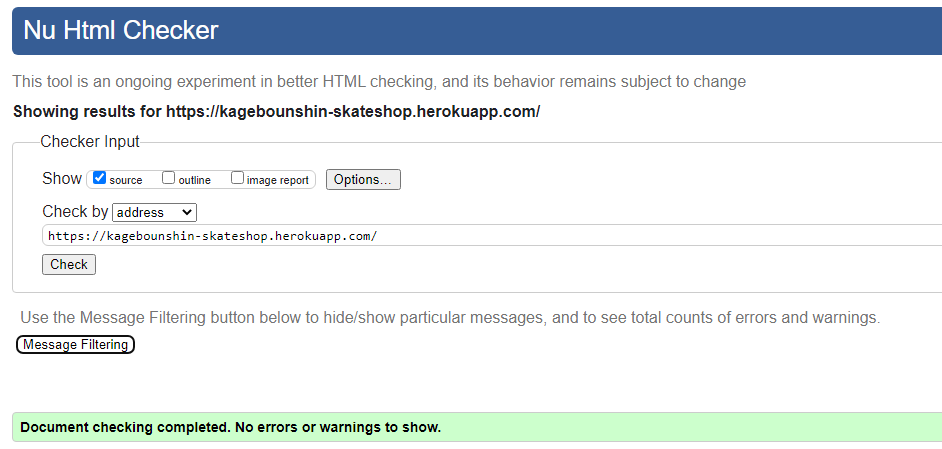 Nu Html Checker
This tool is an ongoing experiment in better HTML checking, and its behavior remains subject to change
Showing results for https://kagebounshin-skateshop.herokuapp.com/
Checker Input
Show source outline image report Options...
Check by address
https://kagebounshin-skateshop.herokuapp.com/
Check
Use the Message Filtering button below to hide/show particular messages, and to see total counts of errors and warnings.
Message Filtering
Document checking completed. No errors or warnings to show.